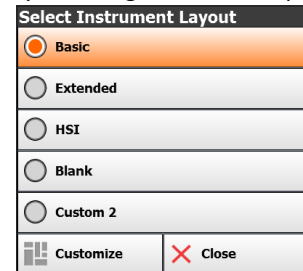 Select Instrument Layout
Basic
Extended
HSI
Blank
Custom 2
Customize Close